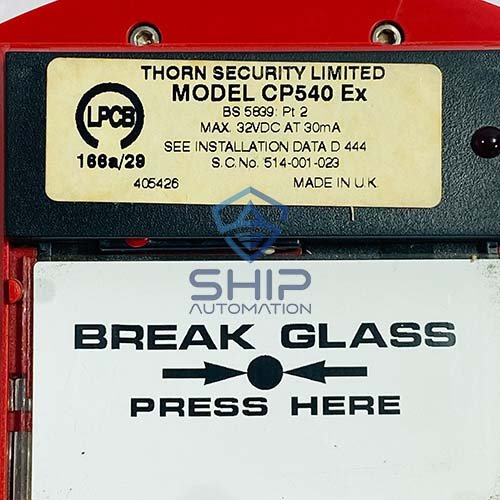 THORN SECURITY LIMITED
MODEL CP540 Ex
BS 5839: Pt 2
MAX. 32VDC AT 30mA
SEE INSTALLATION DATA D 444
S.C. No. 514-001-023
LPCB
166a/29
405426
MADE IN U.K.
SHIP
AUTOMATION
BREAK GLASS
PRESS HERE